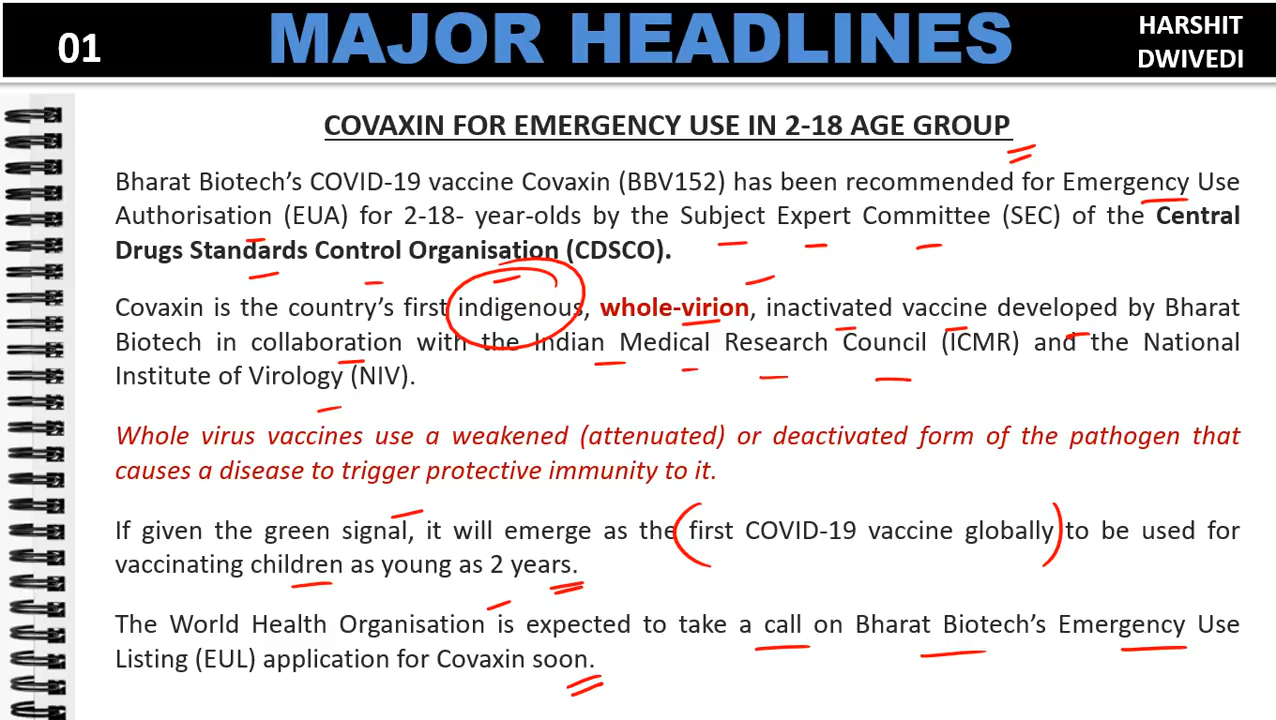 01
MAJOR HEADLINES
HARSHIT
DWIVEDI
COVAXIN FOR EMERGENCY USE IN 2-18 AGE GROUP
Bharat Biotech's COVID-19 vaccine Covaxin (BBV152) has been recommended for Emergency Use
Authorisation (EUA) for 2-18- year-olds by the Subject Expert Committee (SEC) of the Central
Drugs Standards Control Organisation (CDSCO).
Covaxin is the country's first indigenous, whole-virion, inactivated vaccine developed by Bharat
Biotech in collaboration with the Indian Medical Research Council (ICMR) and the National
Institute of Virology (NIV).
Whole virus vaccines use a weakened (attenuated) or deactivated form of the pathogen that
causes a disease to trigger protective immunity to it.
If given the green signal, it will emerge as the first COVID-19 vaccine globally to be used for
vaccinating children as young as 2 years.
The World Health Organisation is expected to take a call on Bharat Biotech's Emergency Use
Listing (EUL) application for Covaxin soon.